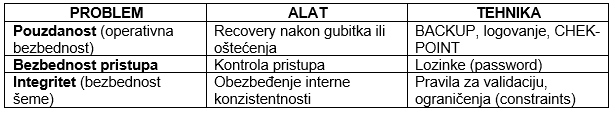 PROBLEM ALAT TEHNIKA
Pouzdanost (operativna Recovery nakon gubitka ili BACKUP, logovanje, CHEK-
bezbednost) oštećenja POINT
Bezbednost pristupa Kontrola pristupa Lozinke (password)
Integritet (bezbednost Obezbeđenje interne Pravila za validaciju,
šeme) konzistentnosti ograničenja (constraints)